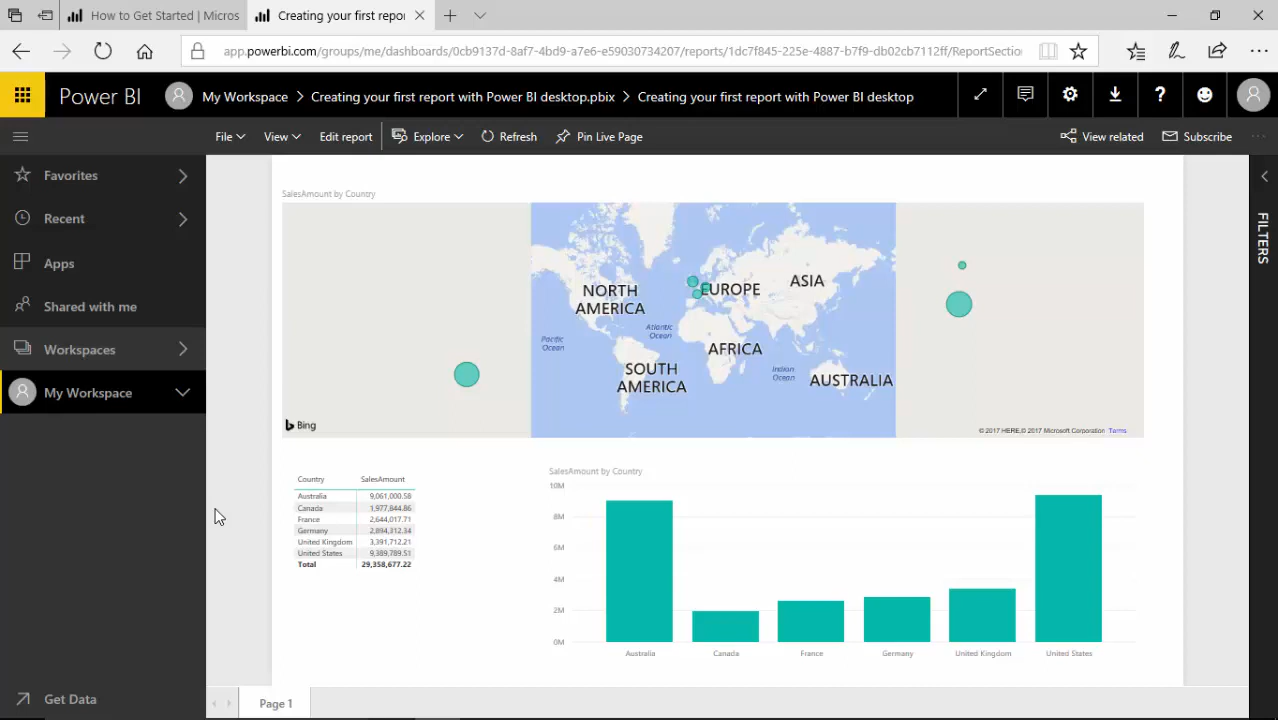 How to Get Started | Micros
Creating your first repor
app.powerbi.com/groups/me/dashboards/0cb9137d-8af7-4bd9-a7e6-e59030734207/reports/1dc7f845-225e-4887-b7f9-db02cb7112ff/ReportSectio
Power BI
My Workspace > Creating your first report with Power BI desktop.pbix > Creating your first report with Power BI desktop
File View Edit report Explore Refresh Pin Live Page View related Subscribe
Favorites
Recent
Apps
Shared with me
Workspaces
My Workspace
Get Data
FILTERS
SalesAmount by Country
NORTH
AMERICA
EUROPE
ASIA
Atlantic
Ocean
Pacific
Ocean
AFRICA
SOUTH
AMERICA
Indian
Ocean
AUSTRALIA
Bing
© 2017 HERE,© 2017 Microsoft Corporation Terms
Country SalesAmount
Australia 9,061,000.58
Canada 1,977,844.86
France 2,644,017.71
Germany 2,894,312.34
United Kingdom 3,391,712.21
United States 9,389,789.51
Total 29,358,677.22
SalesAmount by Country
10M
8M
6M
4M
2M
0M
Australia Canada France Germany United Kingdom United States
Page 1